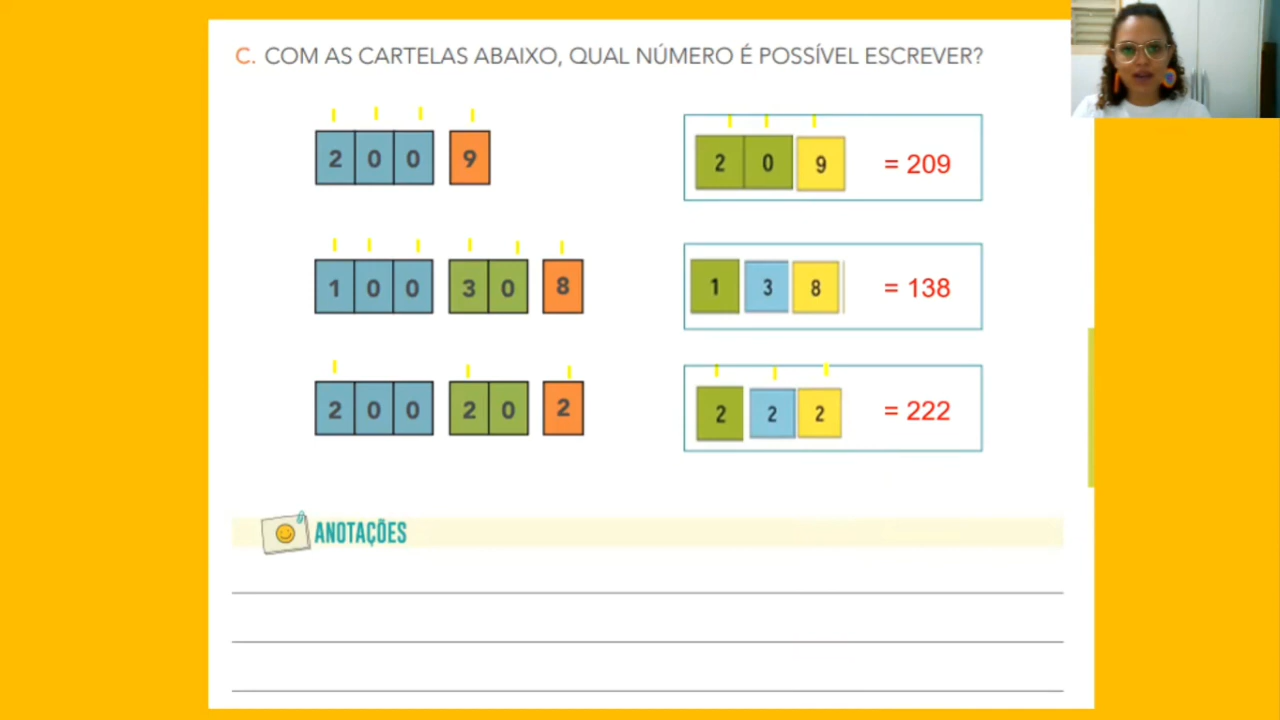 C. COM AS CARTELAS ABAIXO, QUAL NÚMERO É POSSÍVEL ESCREVER?
2 0 0 9 2 0 9 = 209
1 0 0 3 0 8 1 3 8 = 138
2 0 0 2 0 2 2 2 2 = 222
ANOTAÇÕES